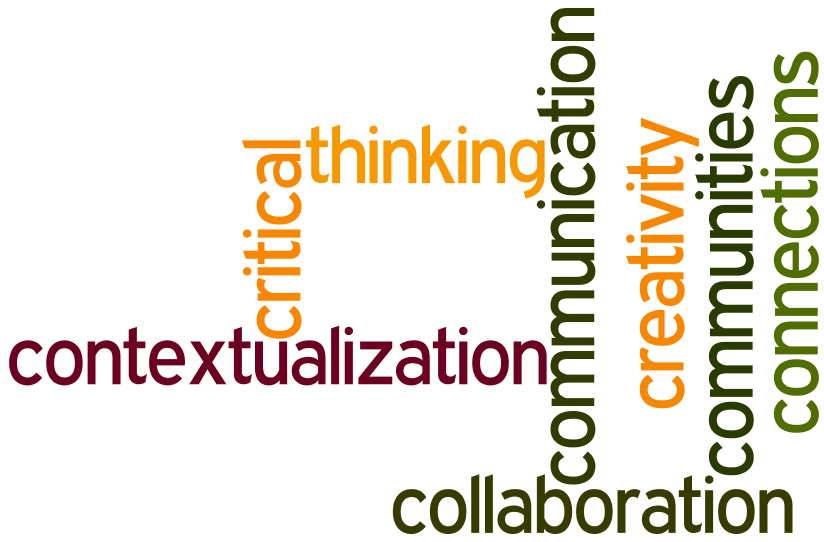 critical
thinking
communication
creativity
communities
connections
contextualization
collaboration